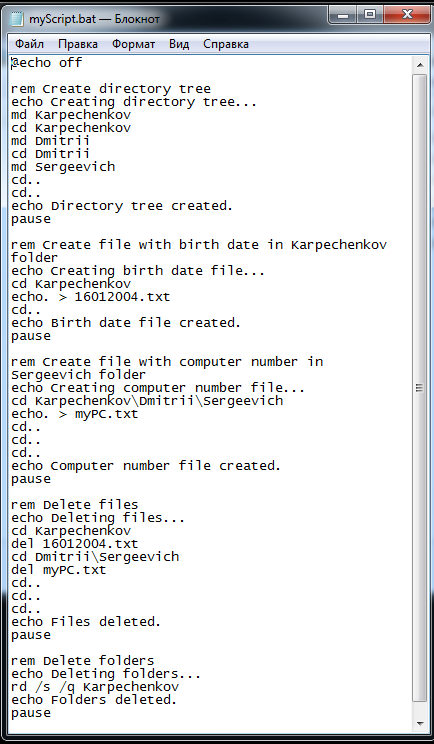 myScript.bat — Блокнот
Файл Правка Формат Вид Справка
@echo off
rem Create directory tree
echo Creating directory tree...
md Karpechenkov
cd Karpechenkov
md Dmitrii
cd Dmitrii
md Sergeevich
cd..
cd..
echo Directory tree created.
pause
rem Create file with birth date in Karpechenkov
folder
echo Creating birth date file...
cd Karpechenkov
echo. > 16012004.txt
cd..
echo Birth date file created.
pause
rem Create file with computer number in
Sergeevich folder
echo Creating computer number file...
cd Karpechenkov\Dmitrii\Sergeevich
echo. > myPC.txt
cd..
cd..
cd..
echo Computer number file created.
pause
rem Delete files
echo Deleting files...
cd Karpechenkov
del 16012004.txt
cd Dmitrii\Sergeevich
del myPC.txt
cd..
cd..
cd..
echo Files deleted.
pause
rem Delete folders
echo Deleting folders...
rd /s /q Karpechenkov
echo Folders deleted.
pause